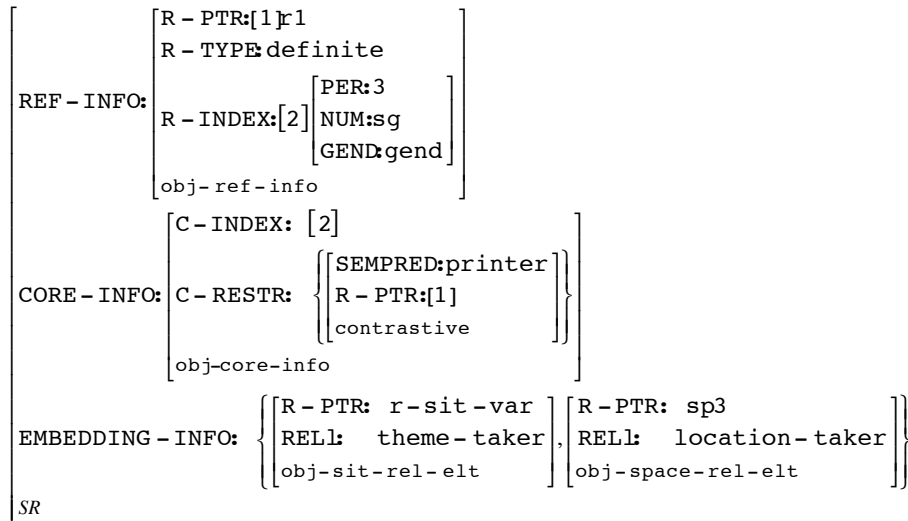 R-PTR:[1]r1
R-TYPE:definite
REF-INFO:
R-INDEX:[2]
PER:3
NUM:sg
GEND:gend
obj-ref-info
C-INDEX: [2]
CORE-INFO:
C-RESTR:
SEMPRED:printer
R-PTR:[1]
contrastive
obj-core-info
EMBEDDING-INFO:
R-PTR: r-sit-var
REL1: theme-taker
obj-sit-rel-elt
,
R-PTR: sp3
REL1: location-taker
obj-space-rel-elt
SR